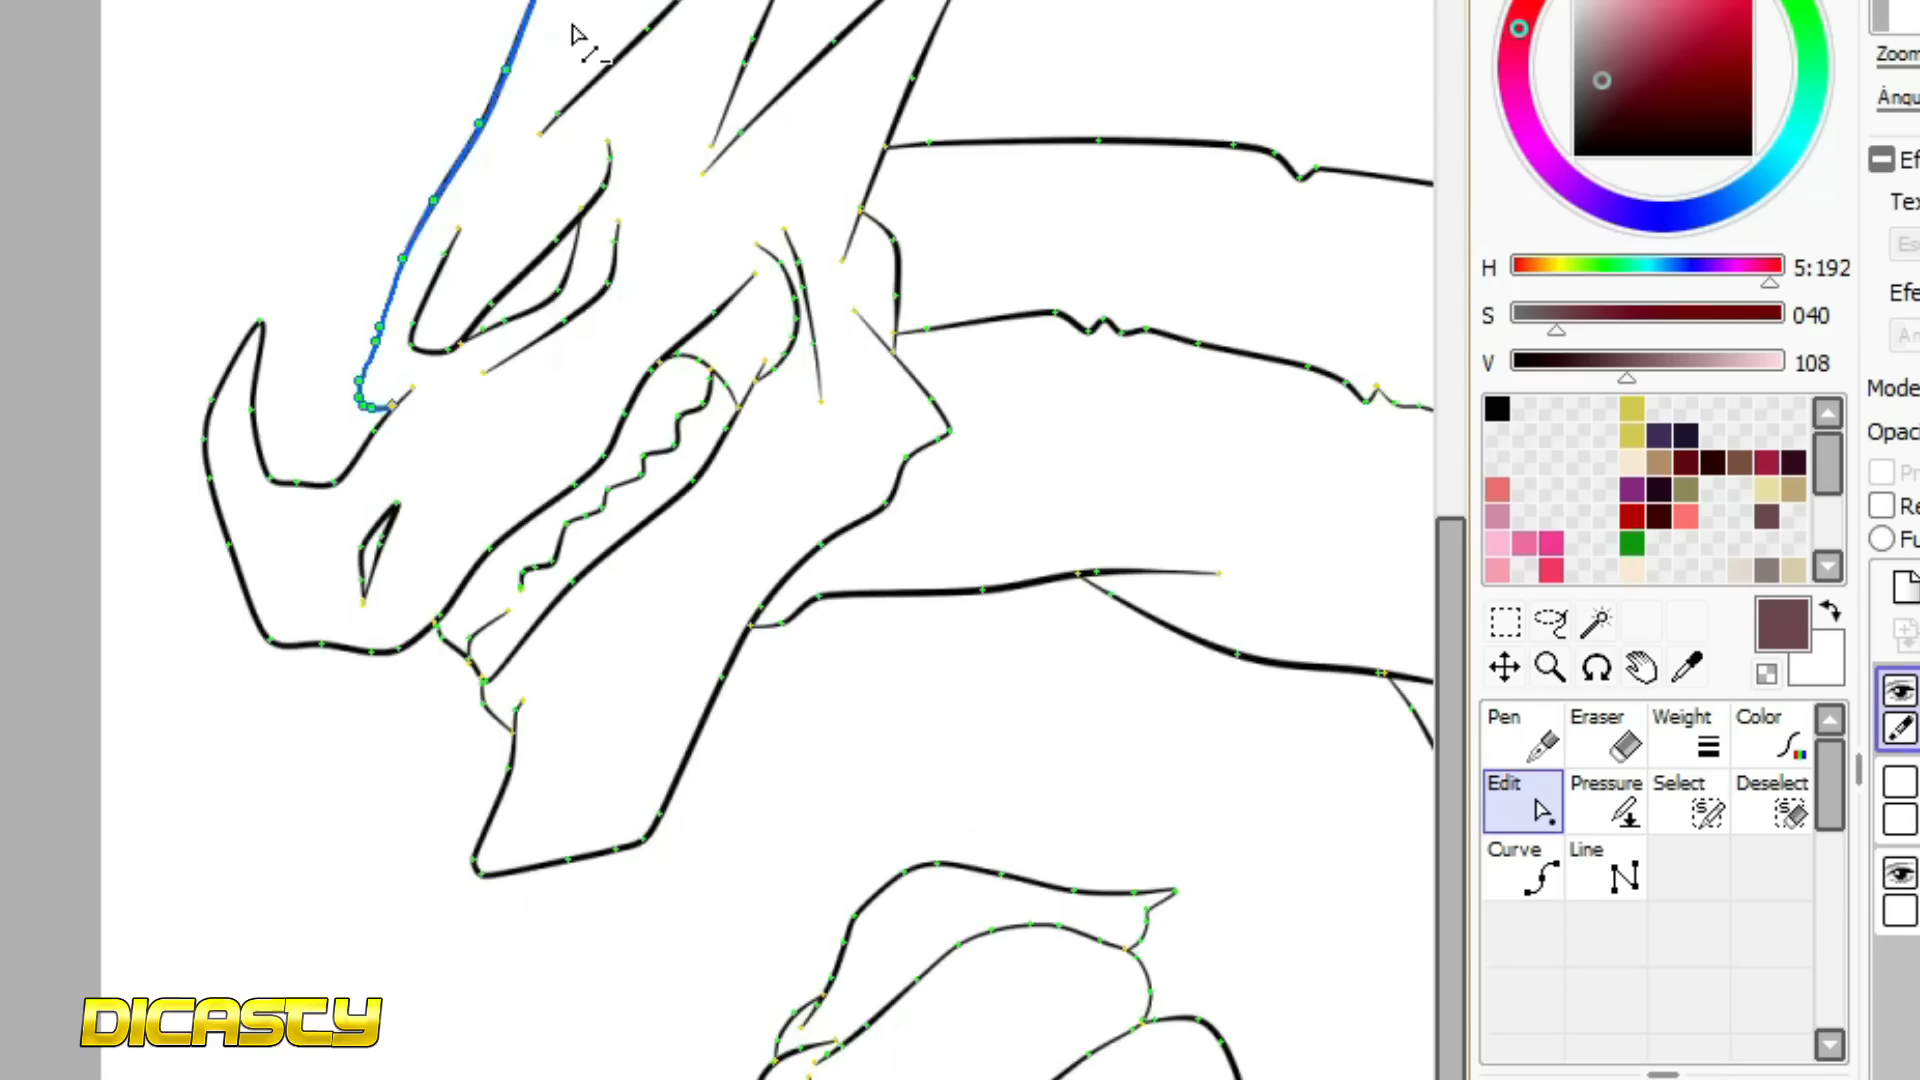 Zoom
Ángu
H 5:192
S 040
V 108
Ef
Tex
Es
Efe
An
Mode
Opac
Pr
Re
Fu
Pen
Eraser
Weight
Color
Edit
Pressure
Select
Deselect
Curve
Line
DICASTY